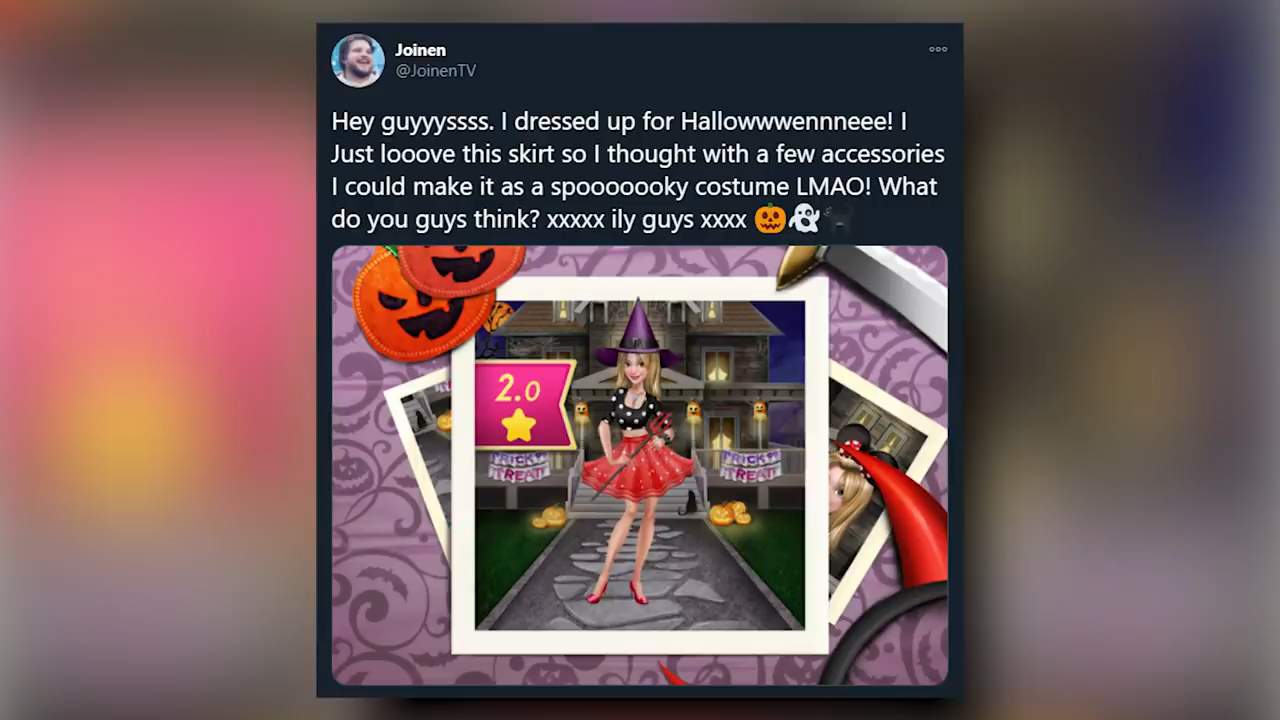 Joinen
@JoinenTV
Hey guyyyssss. I dressed up for Hallowwwennneee! I
Just looove this skirt so I thought with a few accessories
I could make it as a spooooooky costume LMAO! What
do you guys think? xxxxx ily guys xxxx 🎃👻🐈‍⬛
2.0
TRICK OR
TREAT!
TRICK OR
TREAT!